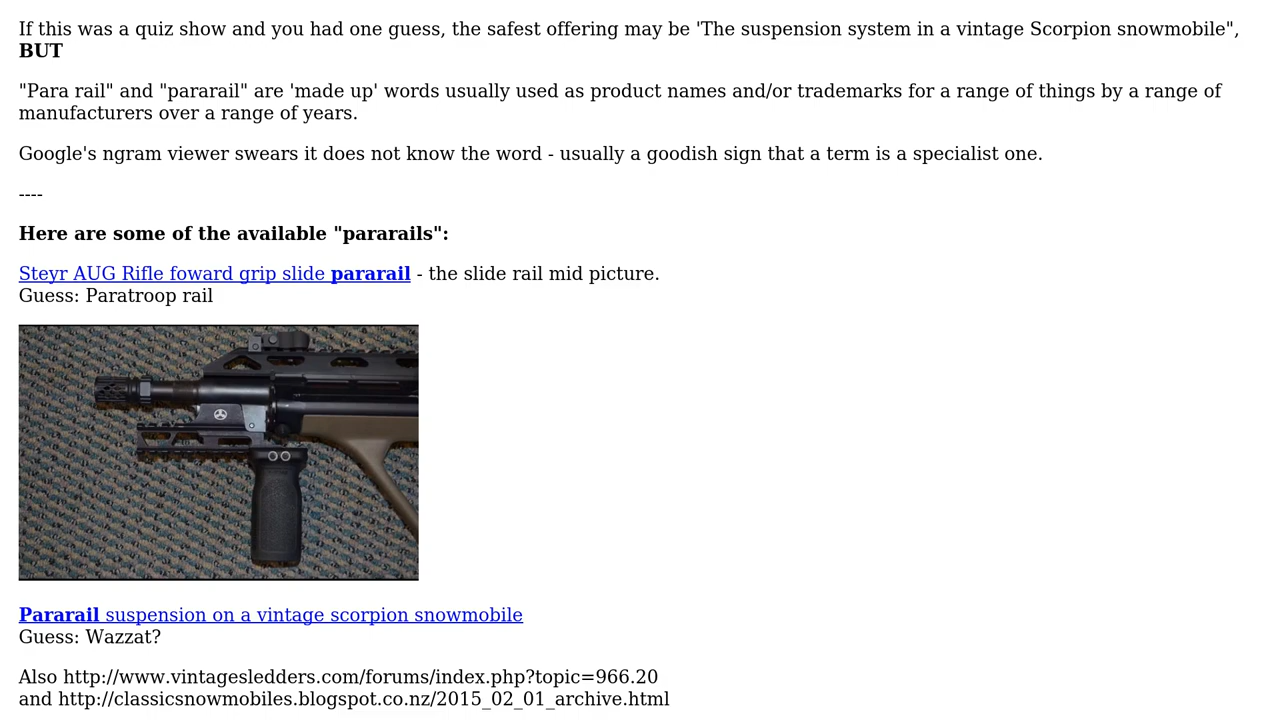 If this was a quiz show and you had one guess, the safest offering may be 'The suspension system in a vintage Scorpion snowmobile",
BUT
"Para rail" and "pararail" are 'made up' words usually used as product names and/or trademarks for a range of things by a range of
manufacturers over a range of years.
Google's ngram viewer swears it does not know the word - usually a goodish sign that a term is a specialist one.
----
Here are some of the available "pararails":
Steyr AUG Rifle foward grip slide pararail - the slide rail mid picture.
Guess: Paratroop rail
Pararail suspension on a vintage scorpion snowmobile
Guess: Wazzat?
Also http://www.vintagesledders.com/forums/index.php?topic=966.20
and http://classicsnowmobiles.blogspot.co.nz/2015_02_01_archive.html